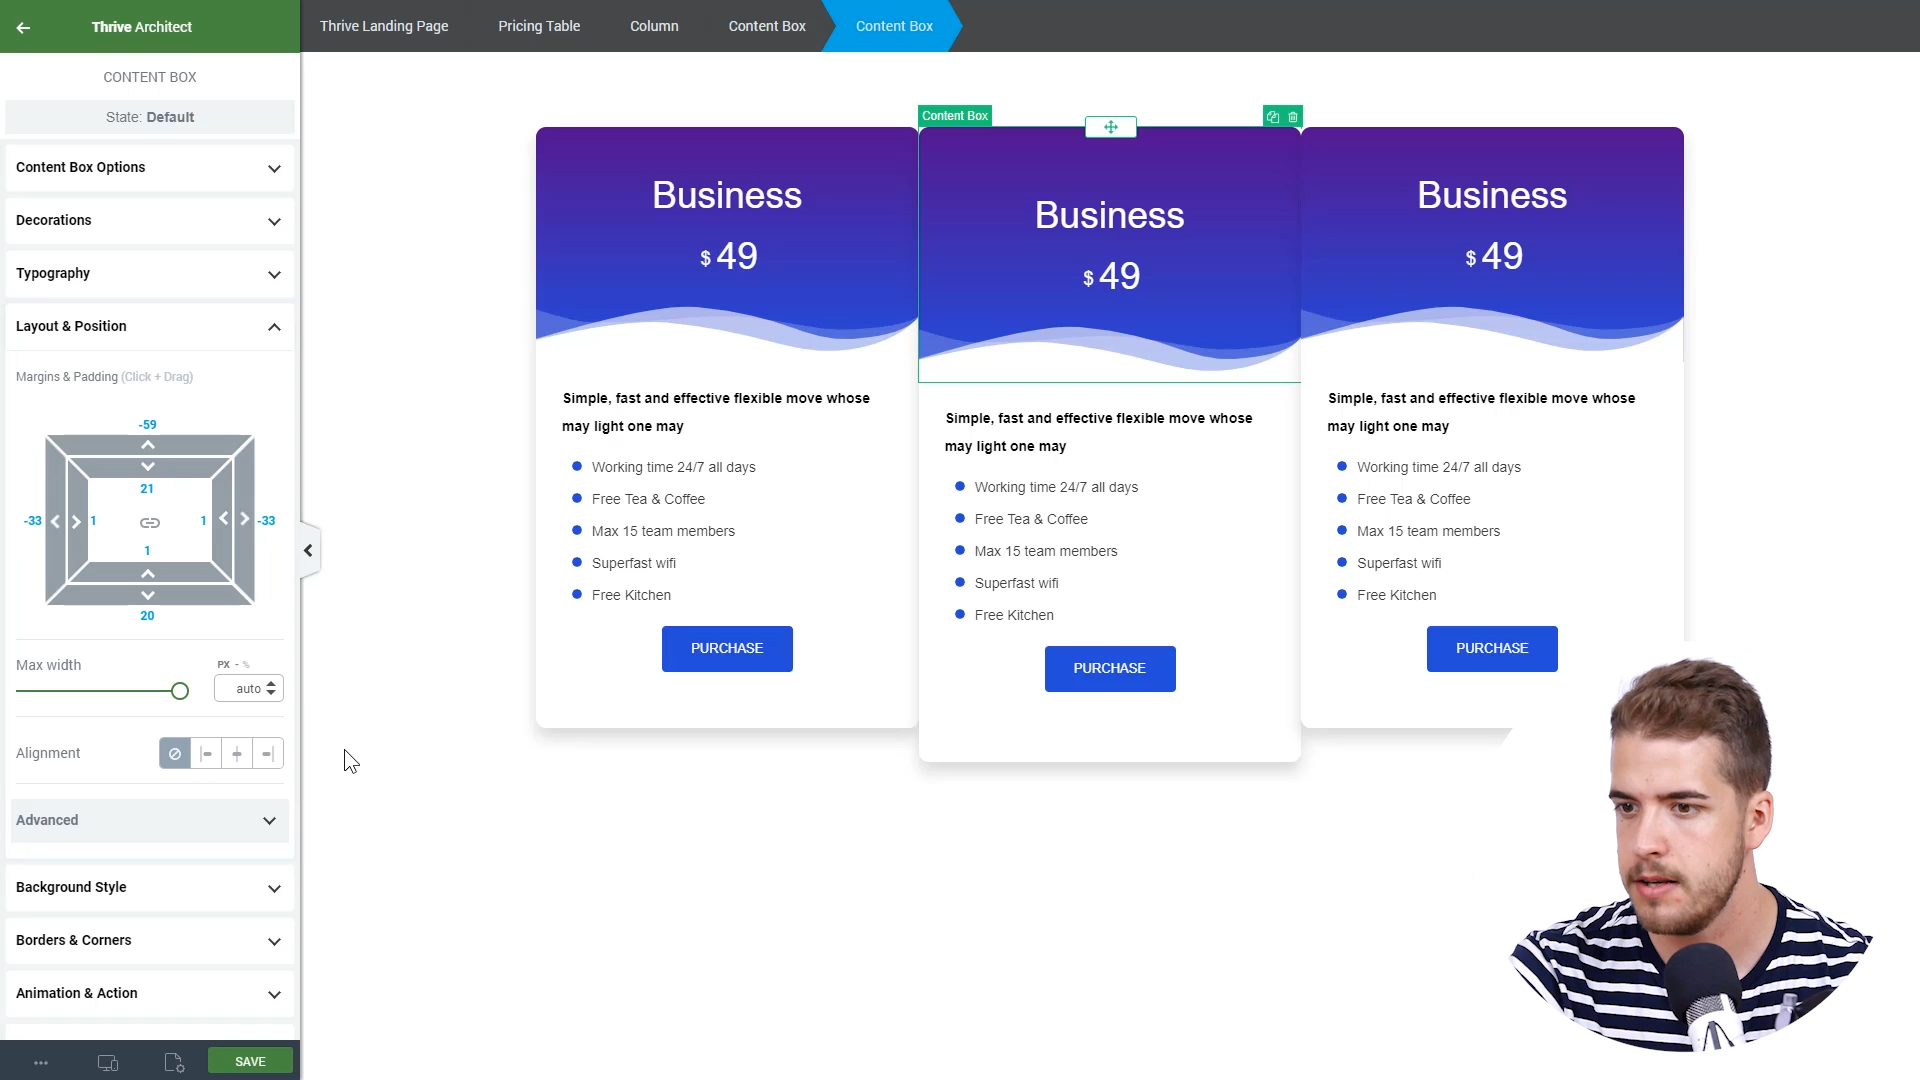 Thrive Architect
Thrive Landing Page
Pricing Table
Column
Content Box
Content Box
CONTENT BOX
State: Default
Content Box Options
Decorations
Typography
Layout & Position
Margins & Padding (Click + Drag)
-59
21
-33
1
1
-33
1
20
Max width
PX - %
auto
Alignment
Advanced
Background Style
Borders & Corners
Animation & Action
SAVE
Business
$ 49
Simple, fast and effective flexible move whose
may light one may
Working time 24/7 all days
Free Tea & Coffee
Max 15 team members
Superfast wifi
Free Kitchen
PURCHASE
Content Box
Business
$ 49
Simple, fast and effective flexible move whose
may light one may
Working time 24/7 all days
Free Tea & Coffee
Max 15 team members
Superfast wifi
Free Kitchen
PURCHASE
Business
$ 49
Simple, fast and effective flexible move whose
may light one may
Working time 24/7 all days
Free Tea & Coffee
Max 15 team members
Superfast wifi
Free Kitchen
PURCHASE